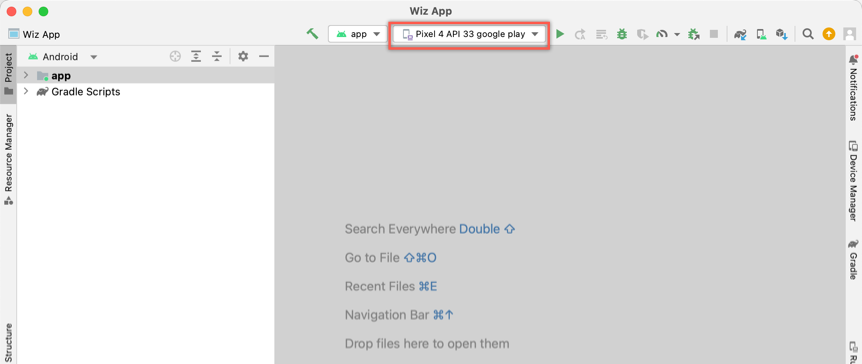 Wiz App
Wiz App
app
Pixel 4 API 33 google play
Project
Android
app
Gradle Scripts
Resource Manager
Structure
Search Everywhere Double ⇧
Go to File ⇧⌘O
Recent Files ⌘E
Navigation Bar ⌘↑
Drop files here to open them
Notifications
Device Manager
Gradle